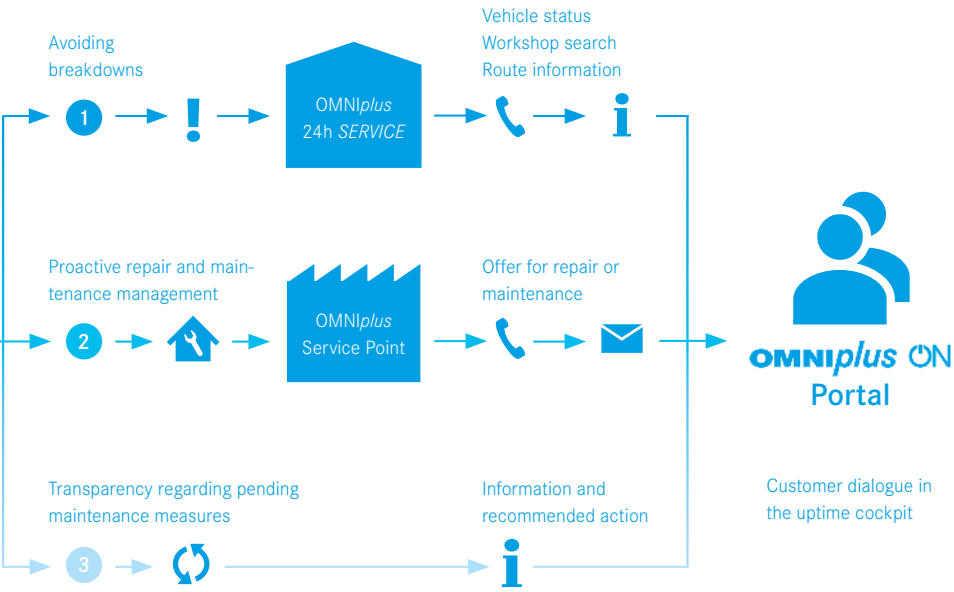 Avoiding
breakdowns
1
OMNIplus
24h SERVICE
Vehicle status
Workshop search
Route information
Proactive repair and main-
tenance management
2
OMNIplus
Service Point
Offer for repair or
maintenance
Transparency regarding pending
maintenance measures
3
Information and
recommended action
OMNIplus ON
Portal
Customer dialogue in
the uptime cockpit